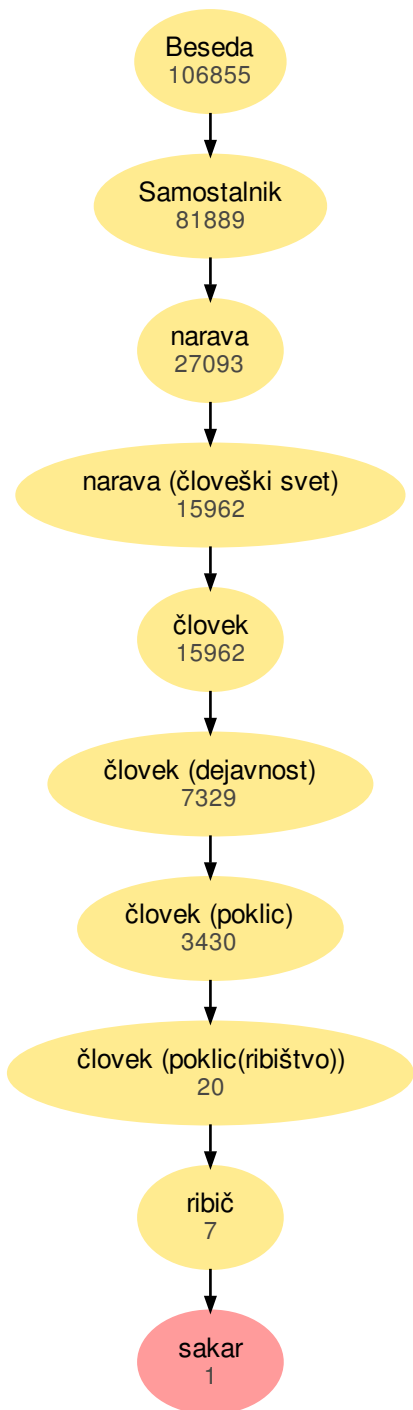 Beseda
106855
Samostalnik
81889
narava
27093
narava (človeški svet)
15962
človek
15962
človek (dejavnost)
7329
človek (poklic)
3430
človek (poklic(ribištvo))
20
ribič
7
sakar
1